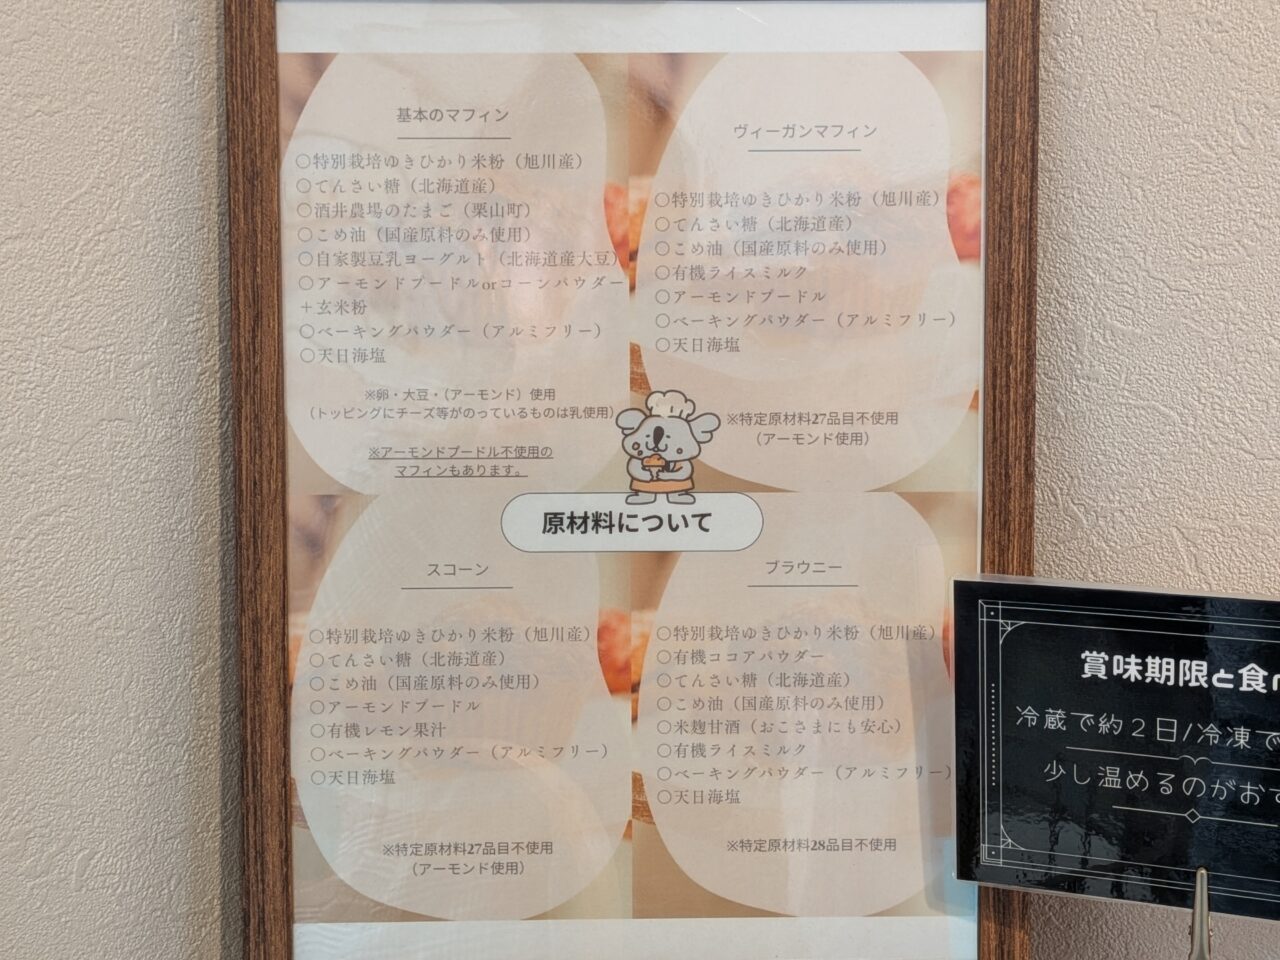 基本のマフィン
○特別栽培ゆきひかり米粉（旭川産）
○てんさい糖（北海道産）
○酒井農場のたまご（栗山町）
○こめ油（国産原料のみ使用）
○自家製豆乳ヨーグルト（北海道産大豆）
○アーモンドプードルorコーンパウダー
＋玄米粉
○ベーキングパウダー（アルミフリー）
○天日海塩
※卵・大豆・（アーモンド）使用
（トッピングにチーズ等がのっているものは乳使用）
※アーモンドプードル不使用の
マフィンもあります。
ヴィーガンマフィン
○特別栽培ゆきひかり米粉（旭川産）
○てんさい糖（北海道産）
○こめ油（国産原料のみ使用）
○有機ライスミルク
○アーモンドプードル
○ベーキングパウダー（アルミフリー）
○天日海塩
※特定原材料27品目不使用
（アーモンド使用）
原材料について
スコーン
○特別栽培ゆきひかり米粉（旭川産）
○てんさい糖（北海道産）
○こめ油（国産原料のみ使用）
○アーモンドプードル
○有機レモン果汁
○ベーキングパウダー（アルミフリー）
○天日海塩
※特定原材料27品目不使用
（アーモンド使用）
ブラウニー
○特別栽培ゆきひかり米粉（旭川産）
○有機ココアパウダー
○てんさい糖（北海道産）
○こめ油（国産原料のみ使用）
○米麹甘酒（おこさまにも安心）
○有機ライスミルク
○ベーキングパウダー（アルミフリー）
○天日海塩
※特定原材料28品目不使用
賞味期限と食
冷蔵で約２日/冷凍で
少し温めるのがお